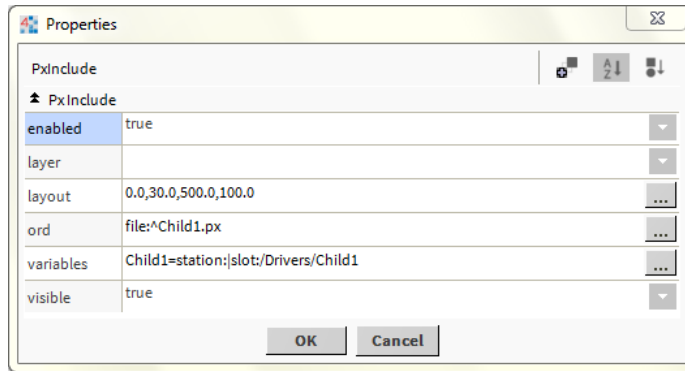 Properties
PxInclude
PxInclude
enabled true
layer
layout 0.0,30.0,500.0,100.0 ...
ord file:^Child1.px ...
variables Child1=station:|slot:/Drivers/Child1 ...
visible true
OK Cancel